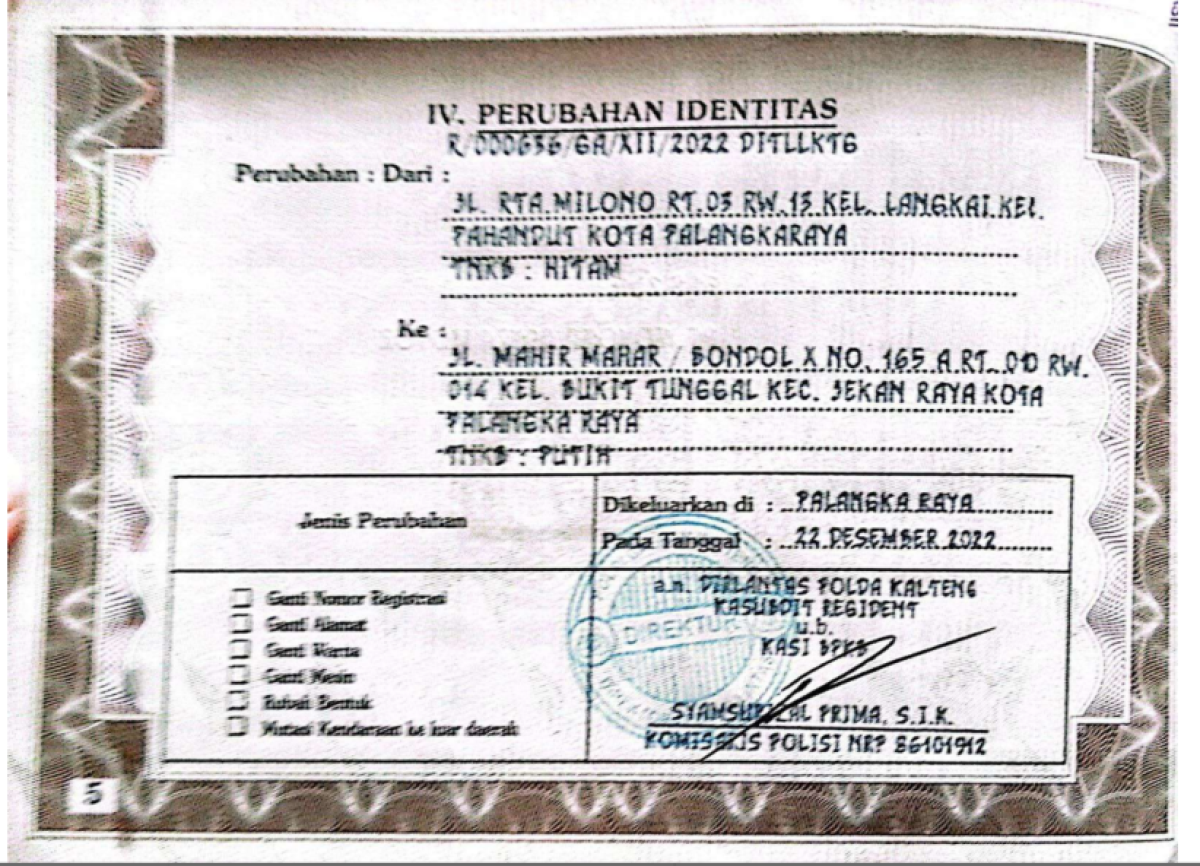 IV. PERUBAHAN IDENTITAS
R/000636/GA/XII/2022 DITLLKTG
Perubahan : Dari :
JL. RTA.MILONO RT.03 RW.13 KEL. LANGKAI KEC.
PAHANDUT KOTA PALANGKARAYA
TNKB : HITAM
Ke :
JL. MAHIR MAHAR / BONDOL X NO. 165 A RT. 010 RW.
014 KEL. BUKIT TUNGGAL KEC. JEKAN RAYA KOTA
PALANGKA RAYA
TNKB : PUTIH
Jenis Perubahan
Dikeluarkan di : PALANGKA RAYA
Pada Tanggal : 22 DESEMBER 2022
Ganti Nomor Registrasi
Ganti Alamat
Ganti Warna
Ganti Mesin
Rubah Bentuk
Mutasi Kendaraan ke luar daerah
a.n. DIRLANTAS POLDA KALTENG
KASUBDIT REGIDENT
u.b.
KASI BPKB
DIREKTUR
SYAMSURIZAL PRIMA, S.I.K.
KOMISARIS POLISI NRP 86101912
5